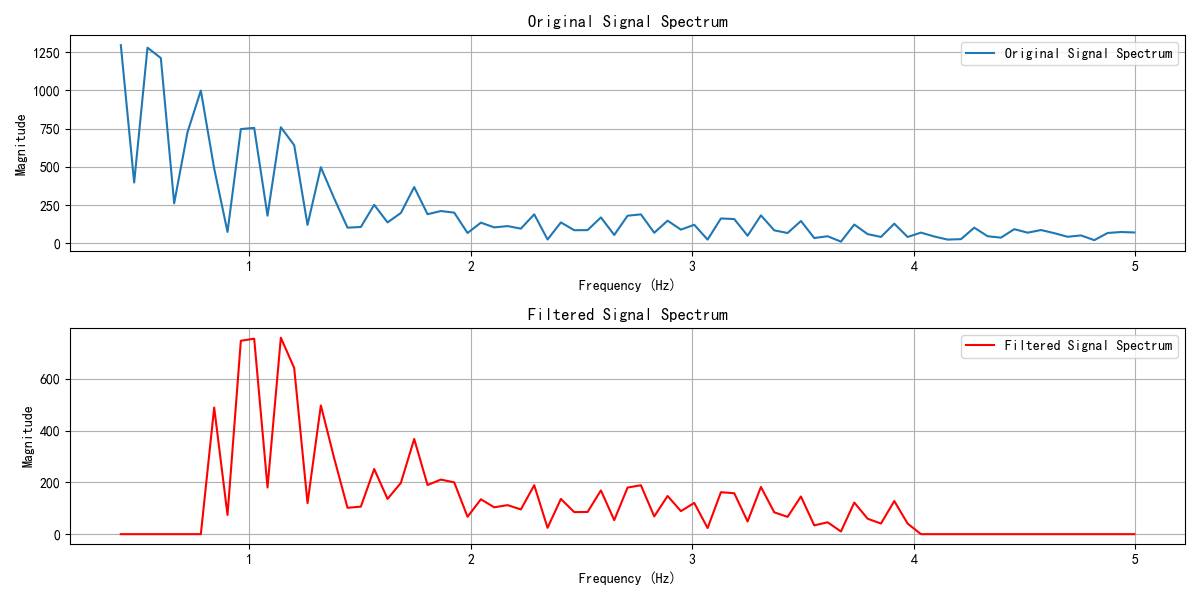 Original Signal Spectrum
Original Signal Spectrum
Magnitude
1250
1000
750
500
250
0
1 2 3 4 5
Frequency (Hz)
Filtered Signal Spectrum
Filtered Signal Spectrum
Magnitude
600
400
200
0
1 2 3 4 5
Frequency (Hz)